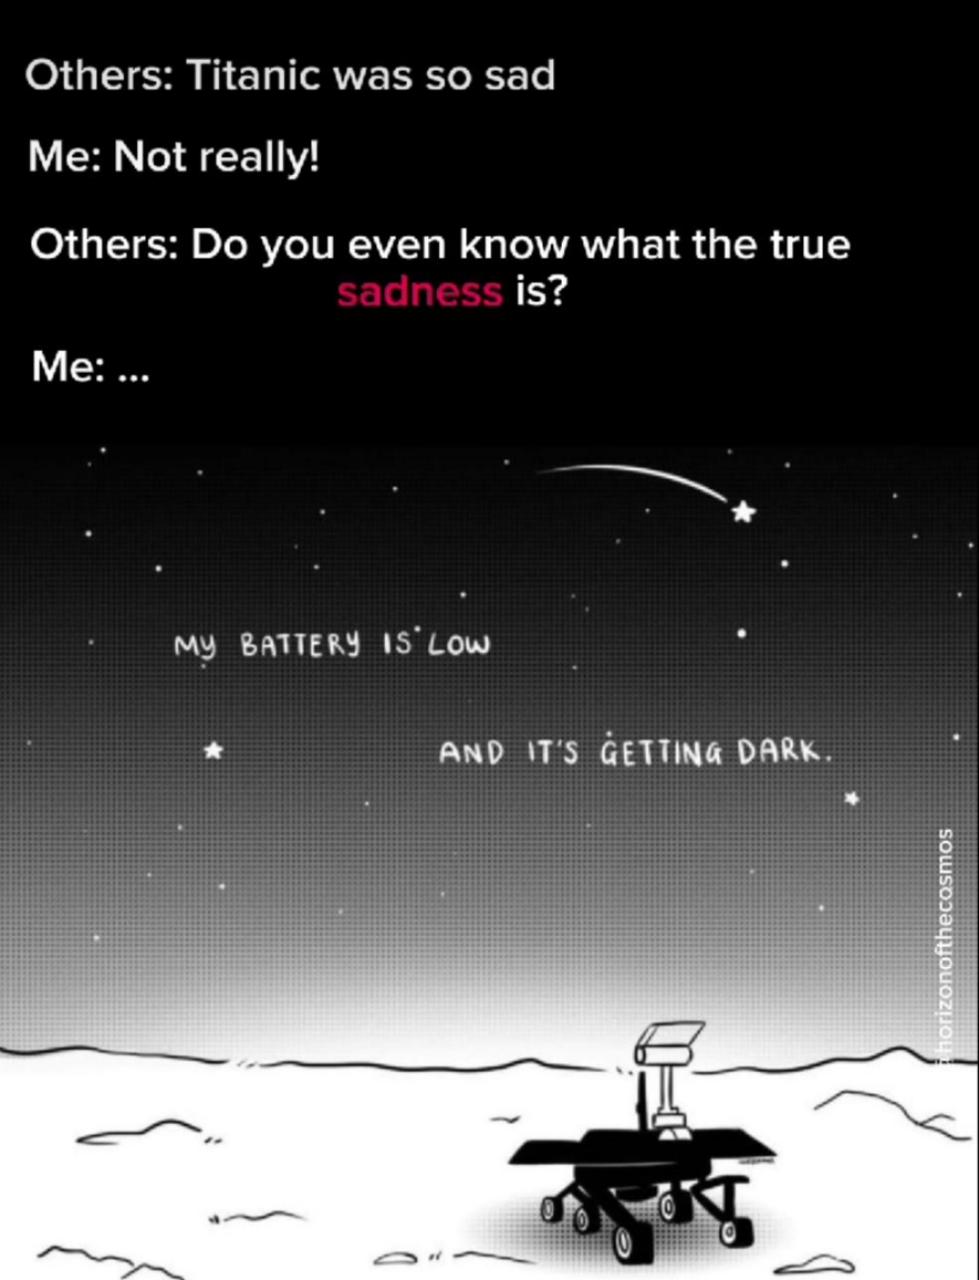 Others: Titanic was so sad
Me: Not really!
Others: Do you even know what the true
sadness is?
Me: ...
MY BATTERY IS LOW
AND IT'S GETTING DARK.